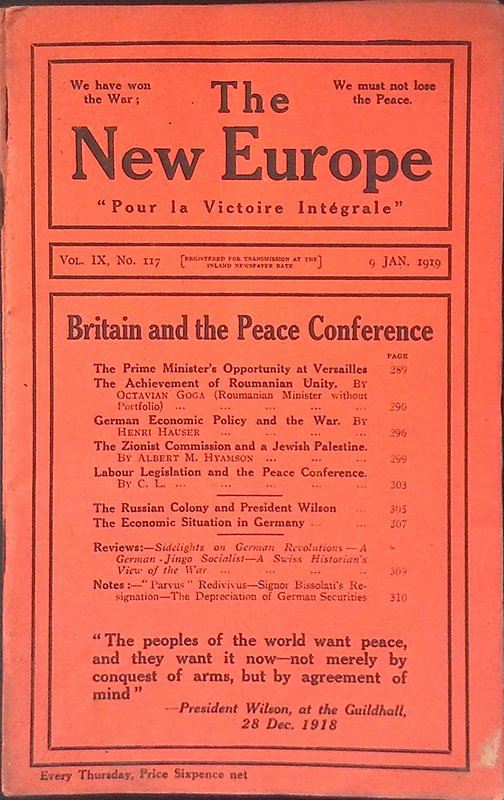 We have won
the War;
The
We must not lose
the Peace.
New Europe
"Pour la Victoire Intégrale"
VOL. IX, No. 117 [REGISTERED FOR TRANSMISSION AT THE
INLAND NEWSPAPER RATE] 9 JAN. 1919
Britain and the Peace Conference
PAGE
The Prime Minister's Opportunity at Versailles 289
The Achievement of Roumanian Unity. BY
OCTAVIAN GOGA (Roumanian Minister without
Portfolio) ... ... ... ... ... 290
German Economic Policy and the War. BY
HENRI HAUSER ... ... ... ... 296
The Zionist Commission and a Jewish Palestine.
BY ALBERT M. HYAMSON ... ... ... 299
Labour Legislation and the Peace Conference.
BY C. L. ... ... ... ... ... 303
The Russian Colony and President Wilson ... 305
The Economic Situation in Germany ... ... 307
Reviews:—Sidelights on German Revolutions—A
German Jingo Socialist—A Swiss Historian's
View of the War ... ... ... ... 309
Notes:—"Parvus" Redivivus—Signor Bissolati's Re-
signation—The Depreciation of German Securities 310
"The peoples of the world want peace,
and they want it now—not merely by
conquest of arms, but by agreement of
mind"
—President Wilson, at the Guildhall,
28 Dec. 1918
Every Thursday, Price Sixpence net